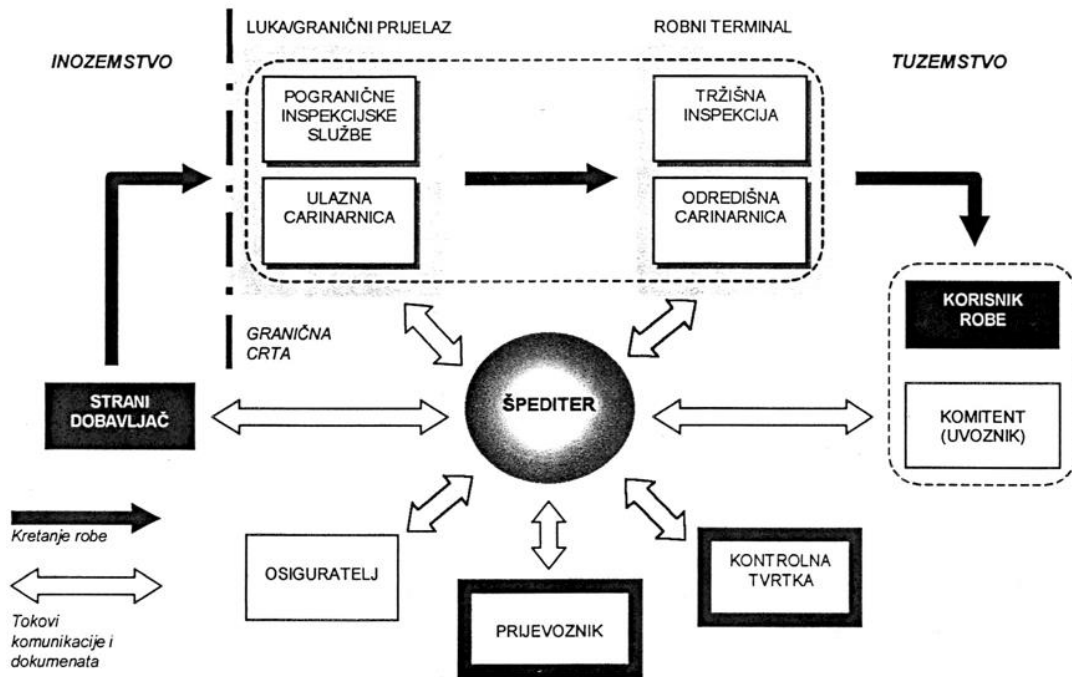 LUKA/GRANIČNI PRIJELAZ
ROBNI TERMINAL
INOZEMSTVO
TUZEMSTVO
POGRANIČNE
INSPEKCIJSKE
SLUŽBE
TRŽIŠNA
INSPEKCIJA
ULAZNA
CARINARNICA
ODREDIŠNA
CARINARNICA
GRANIČNA
CRTA
KORISNIK
ROBE
STRANI
DOBAVLJAČ
ŠPEDITER
KOMITENT
(UVOZNIK)
Kretanje robe
OSIGURATELJ
PRIJEVOZNIK
KONTROLNA
TVRTKA
Tokovi
komunikacije i
dokumenata